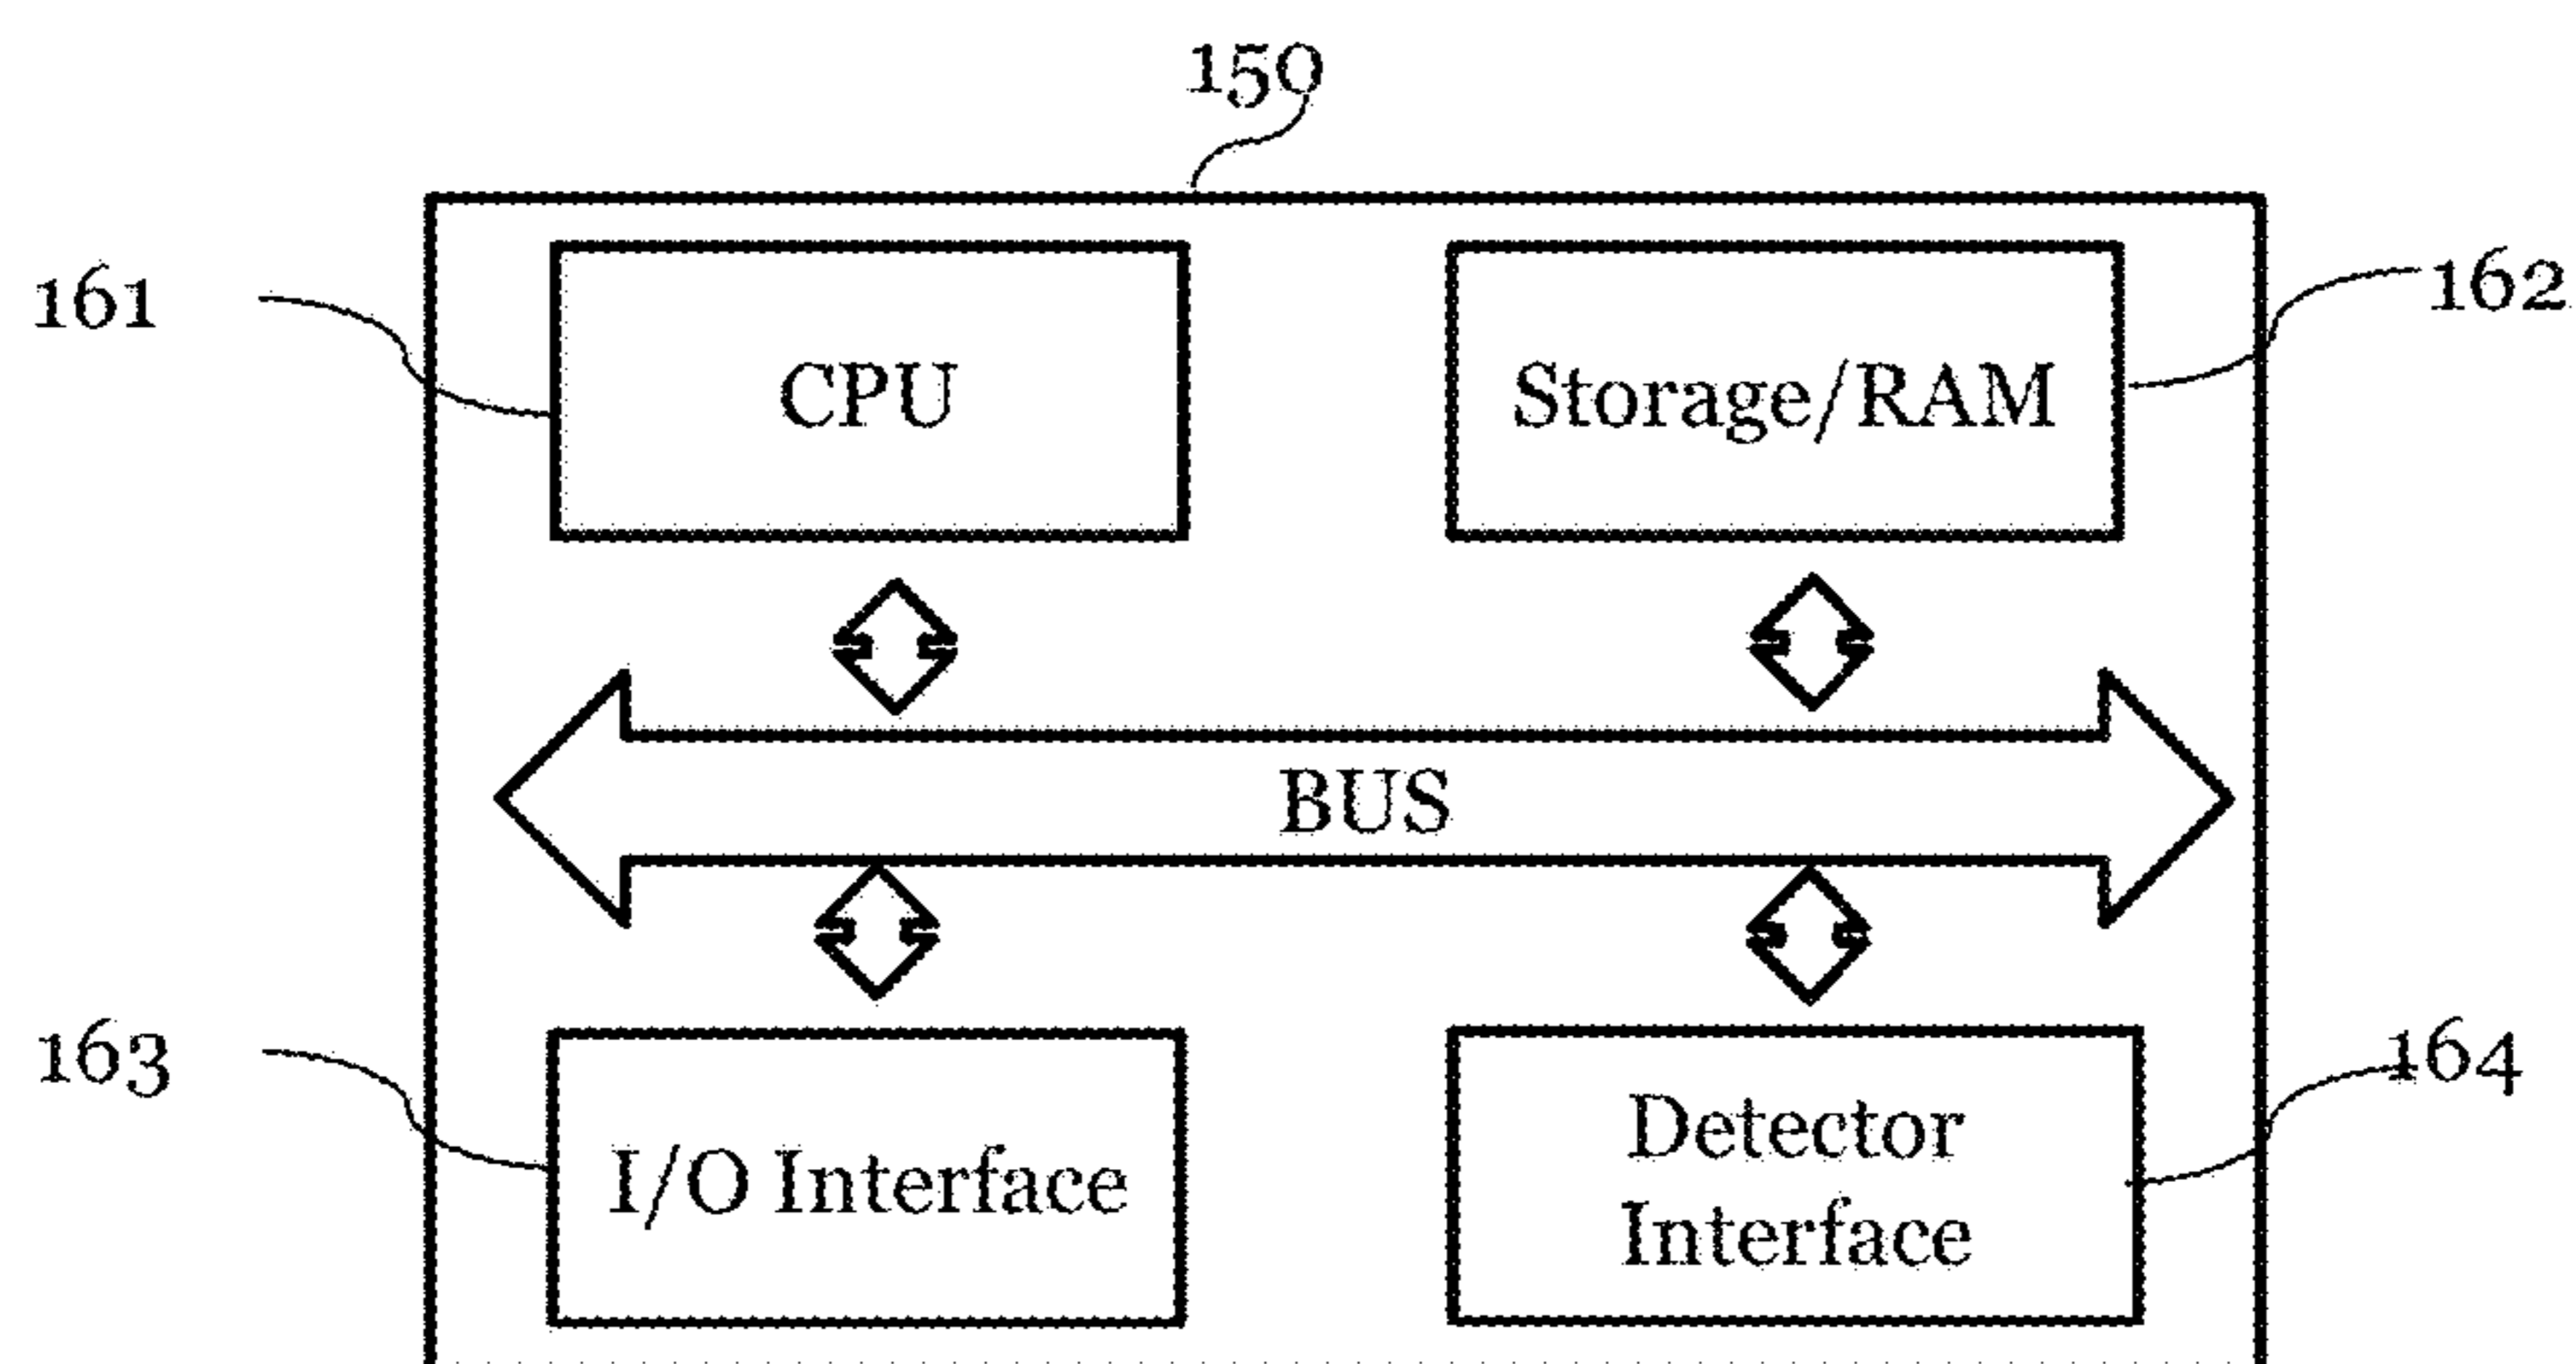 150
161
CPU
Storage/RAM
162
BUS
163
I/O Interface
Detector
Interface
164